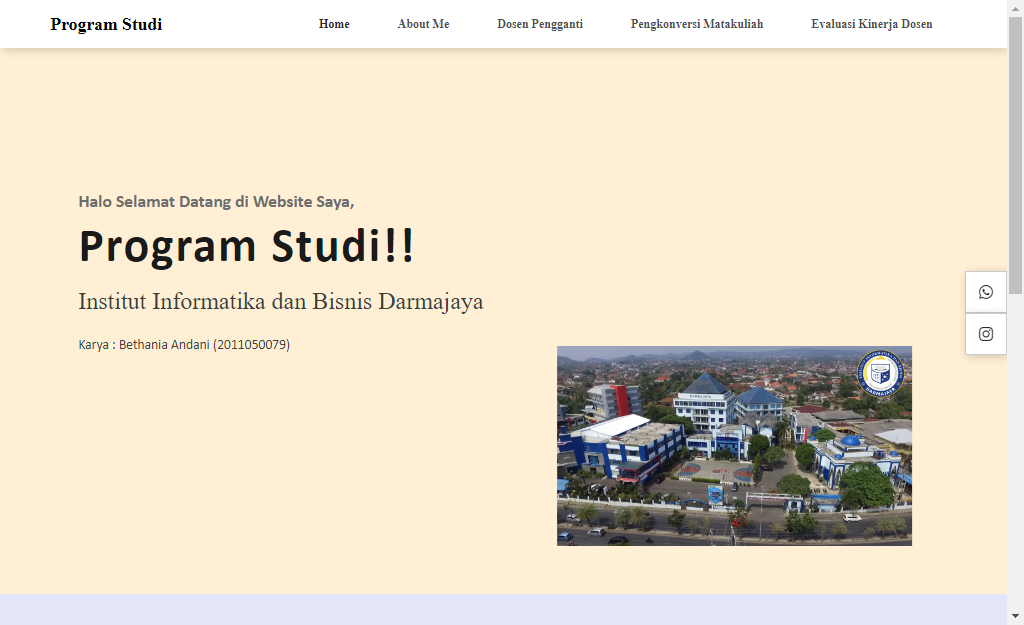 Program Studi
Home
About Me
Dosen Pengganti
Pengkonversi Matakuliah
Evaluasi Kinerja Dosen
Halo Selamat Datang di Website Saya,
Program Studi!!
Institut Informatika dan Bisnis Darmajaya
Karya : Bethania Andani (2011050079)
DARMAJAYA